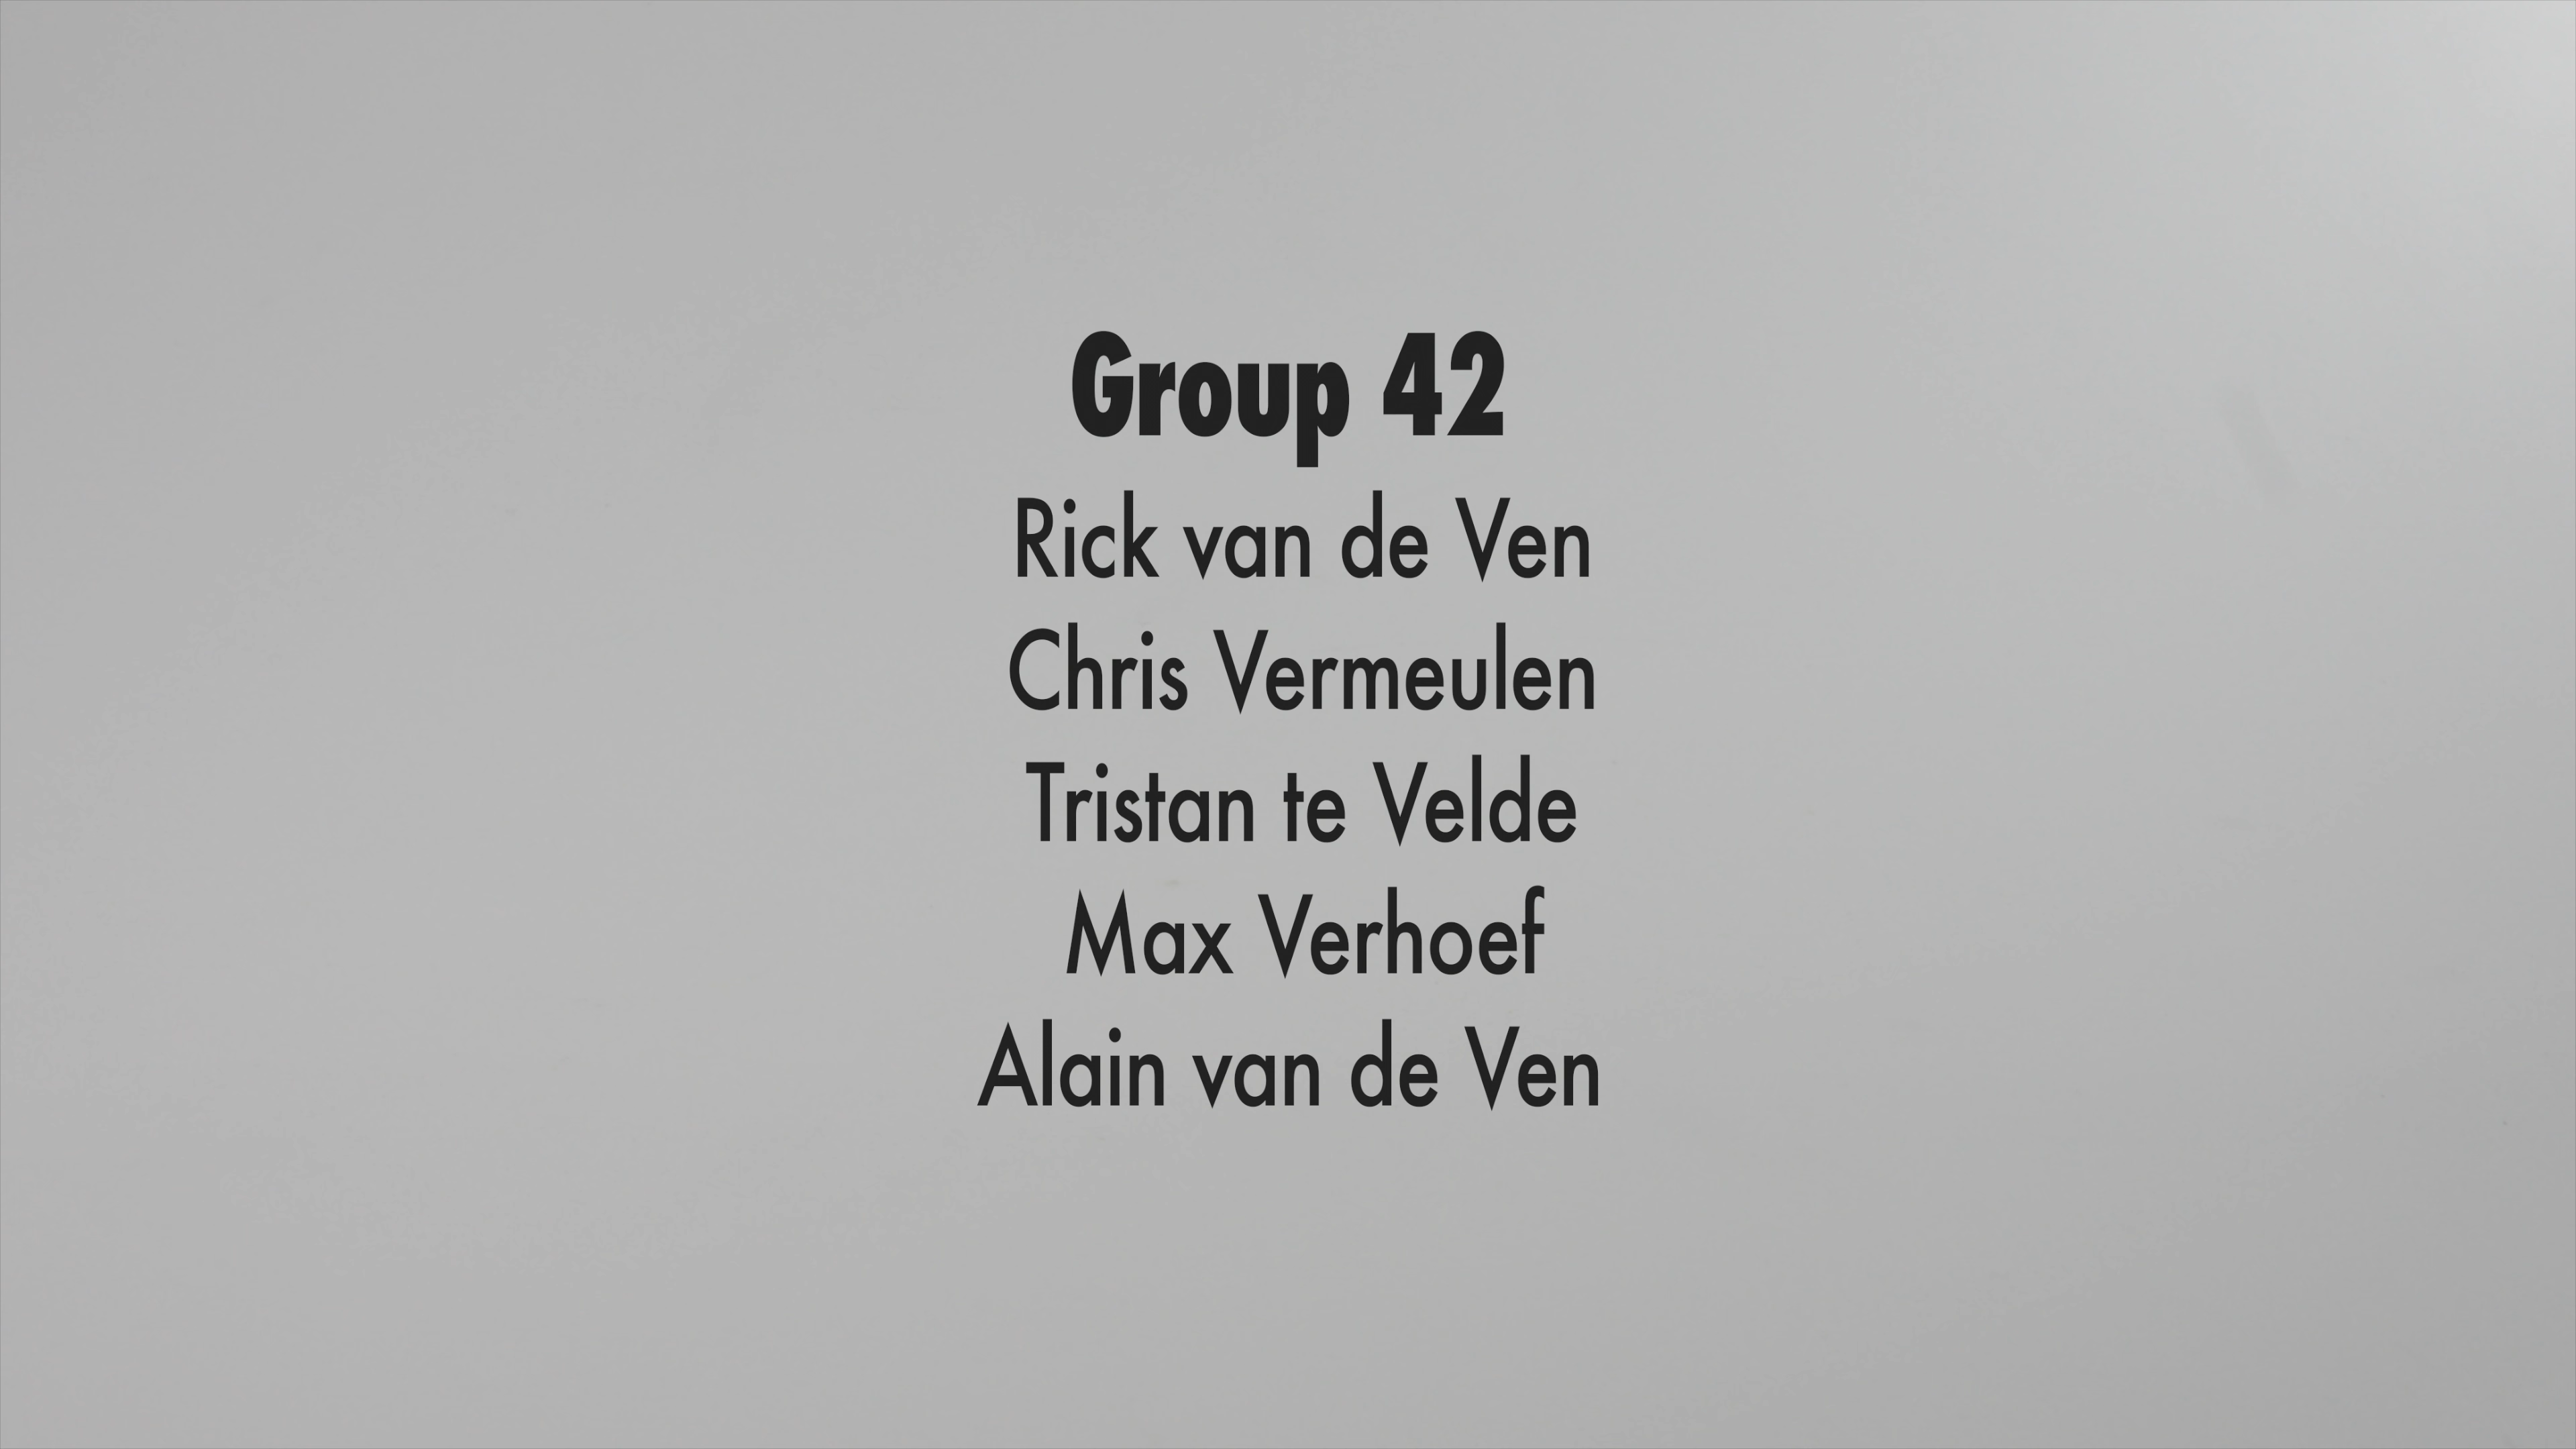 Group 42
Rick van de Ven
Chris Vermeulen
Tristan te Velde
Max Verhoef
Alain van de Ven